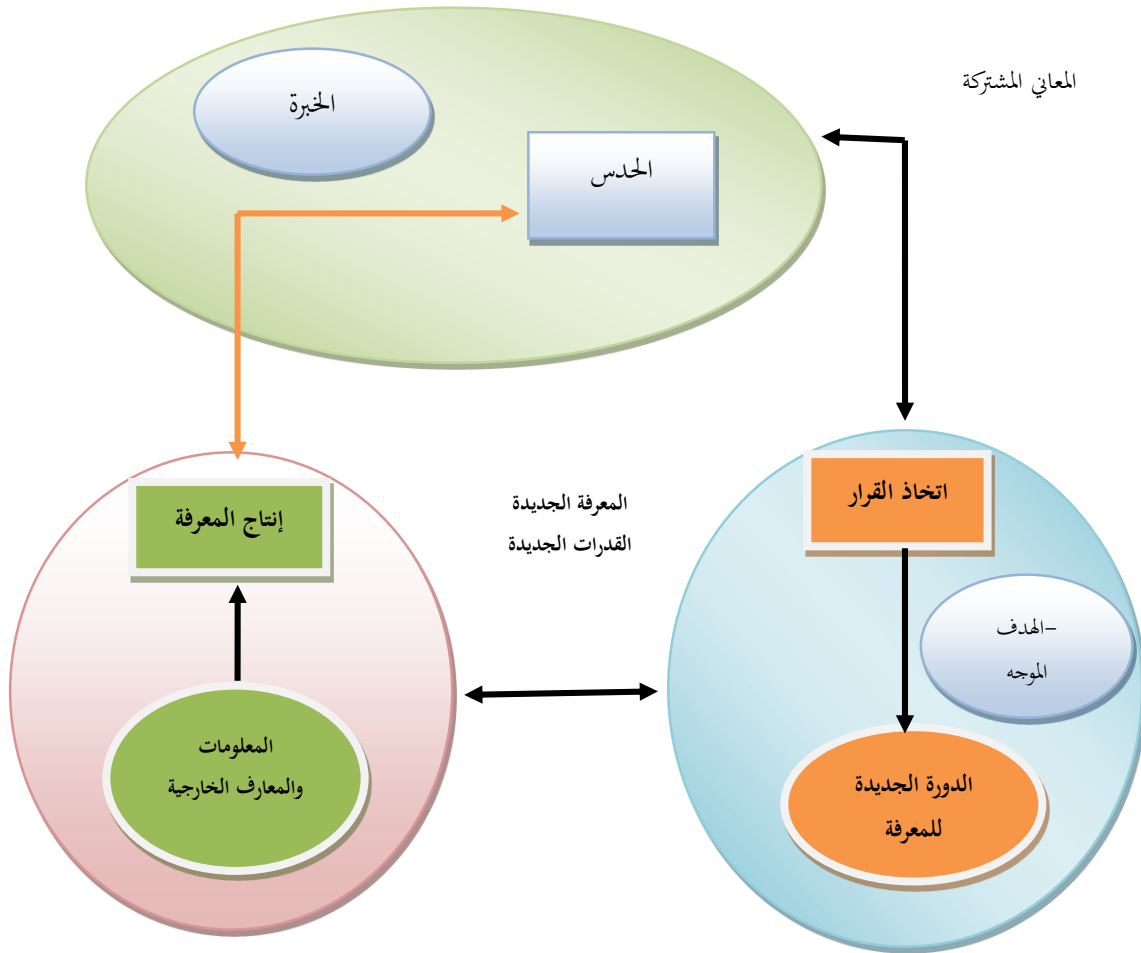 المعاني المشتركة
الخبرة
الحدس
اتخاذ القرار
إنتاج المعرفة
المعرفة الجديدة
القدرات الجديدة
-الهدف
الموجه
المعلومات
والمعارف الخارجية
الدورة الجديدة
للمعرفة